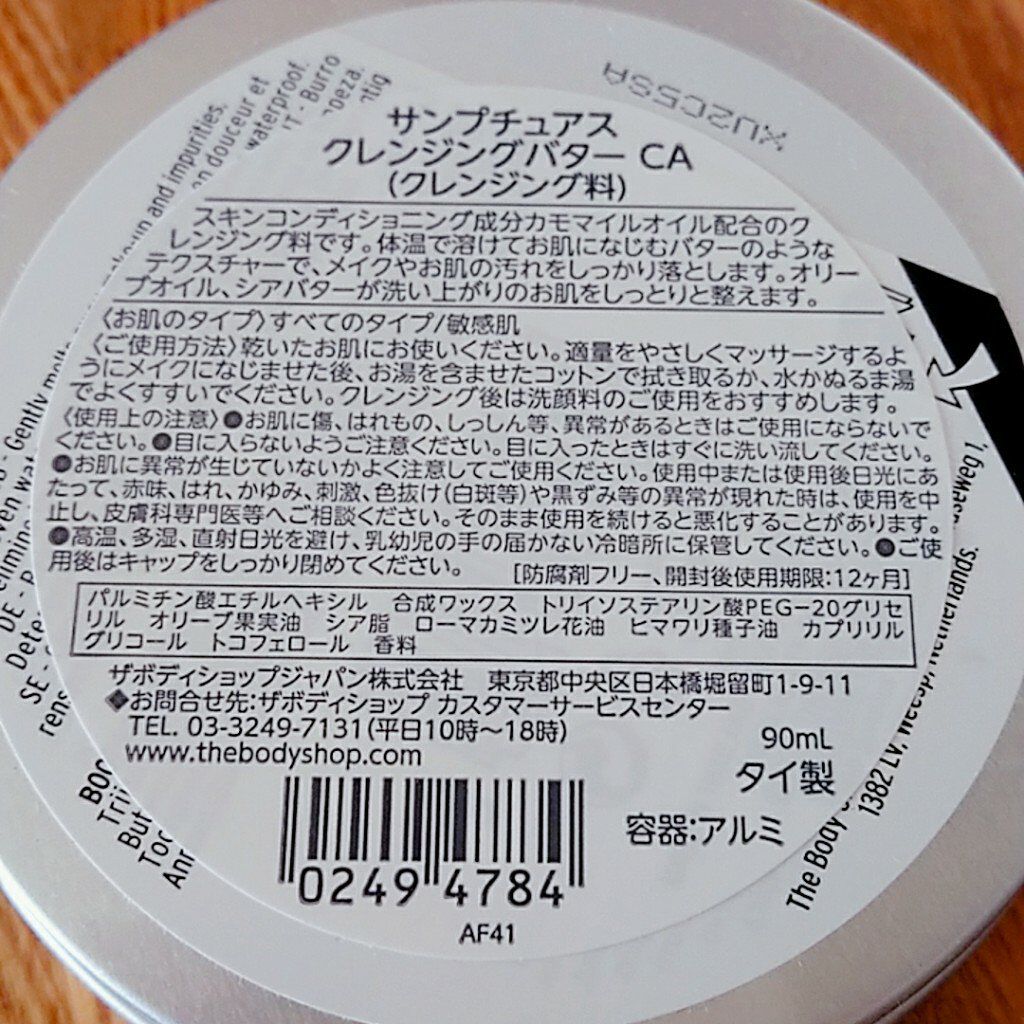 XU2CC58A
サンプチュアス
クレンジングバター CA
(クレンジング料)
スキンコンディショニング成分カモマイルオイル配合のク
レンジング料です。体温で溶けてお肌になじむバターのような
テクスチャーで、メイクやお肌の汚れをしっかり落とします。オリー
ブオイル、シアバターが洗い上がりのお肌をしっとりと整えます。
〈お肌のタイプ〉すべてのタイプ/敏感肌
〈ご使用方法〉乾いたお肌にお使いください。適量をやさしくマッサージするよ
うにメイクになじませた後、お湯を含ませたコットンで拭き取るか、水かぬるま湯
でよくすすいでください。クレンジング後は洗顔料のご使用をおすすめします。
〈使用上の注意〉●お肌に傷、はれもの、しっしん等、異常があるときはご使用にならないで
ください。●目に入らないようご注意ください。目に入ったときはすぐに洗い流してください。
●お肌に異常が生じていないかよく注意してご使用ください。使用中または使用後日光にあ
たって、赤味、はれ、かゆみ、刺激、色抜け(白斑等)や黒ずみ等の異常が現れた時は、使用を中
止し、皮膚科専門医等へご相談ください。そのまま使用を続けると悪化することがあります。
●高温、多湿、直射日光を避け、乳幼児の手の届かない冷暗所に保管してください。●ご使
用後はキャップをしっかり閉めてください。 [防腐剤フリー、開封後使用期限:12ヶ月]
パルミチン酸エチルヘキシル 合成ワックス トリイソステアリン酸PEG-20グリセ
リル オリーブ果実油 シア脂 ローマカミツレ花油 ヒマワリ種子油 カプリリル
グリコール トコフェロール 香料
ザボディショップジャパン株式会社 東京都中央区日本橋堀留町1-9-11
◆お問合せ先:ザボディショップ カスタマーサービスセンター
TEL. 03-3249-7131(平日10時～18時)
www.thebodyshop.com
90mL
タイ製
容器:アルミ
0249 4784
AF41
and impurities.
douceur et
waterproof.
- Burro
Gently
DE -
SE -
The Body
1382 LV,
Netherlands.